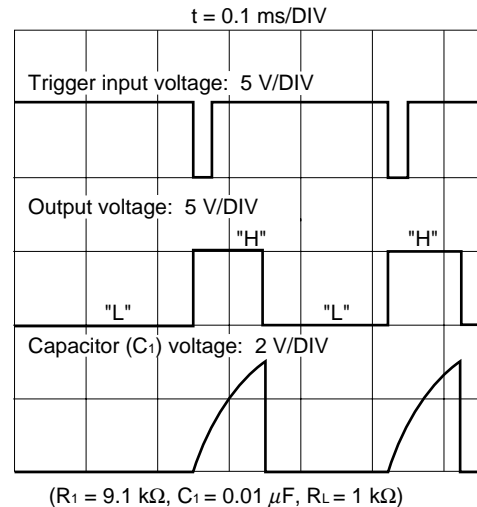 t = 0.1 ms/DIV
Trigger input voltage: 5 V/DIV
Output voltage: 5 V/DIV
"H" "H"
"L" "L"
Capacitor (C₁) voltage: 2 V/DIV
(R₁ = 9.1 kΩ, C₁ = 0.01 µF, RL = 1 kΩ)